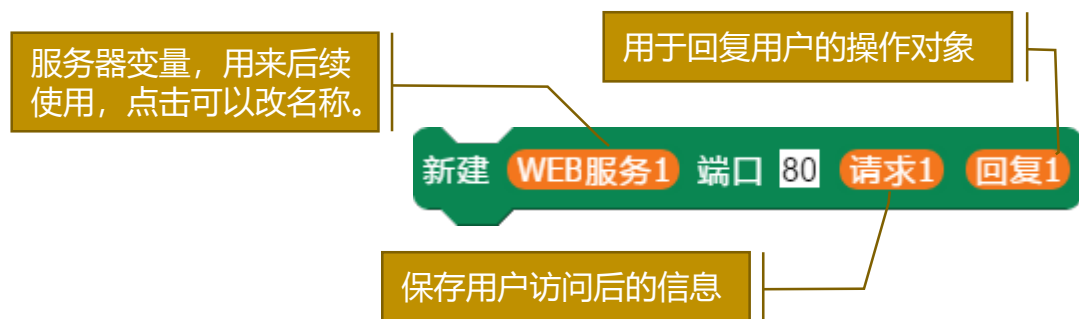 服务器变量，用来后续
使用，点击可以改名称。
用于回复用户的操作对象
新建 WEB服务1 端口 80 请求1 回复1
保存用户访问后的信息